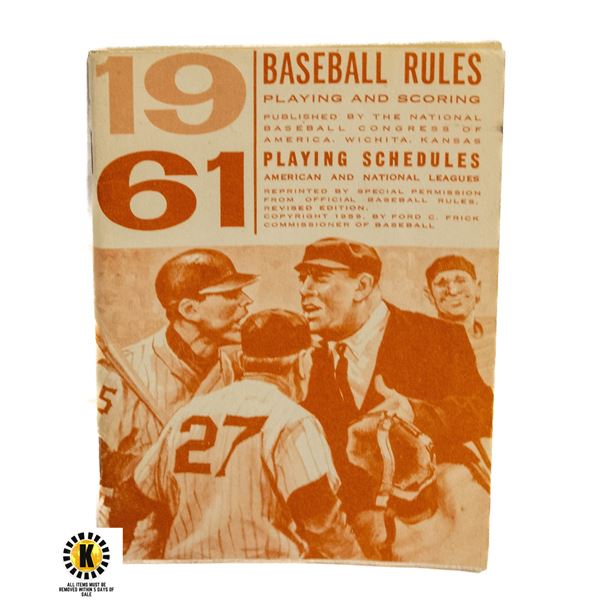 19
61
BASEBALL RULES
PLAYING AND SCORING
PUBLISHED BY THE NATIONAL
BASEBALL CONGRESS OF
AMERICA, WICHITA, KANSAS
PLAYING SCHEDULES
AMERICAN AND NATIONAL LEAGUES
REPRINTED BY SPECIAL PERMISSION
FROM OFFICIAL BASEBALL RULES,
REVISED EDITION.
COPYRIGHT 1959, BY FORD C. FRICK
COMMISSIONER OF BASEBALL
5
27
K
ALL ITEMS MUST BE
REMOVED WITHIN 5 DAYS OF
SALE